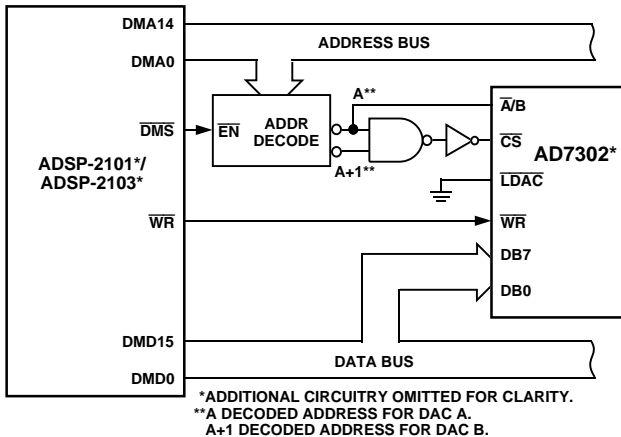 DMA14
ADDRESS BUS
DMA0
A**
A̅/B
DMS
EN
ADDR
DECODE
CS
AD7302*
ADSP-2101*/
ADSP-2103*
A+1**
LDAC
WR
WR
DB7
DB0
DMD15
DATA BUS
DMD0
*ADDITIONAL CIRCUITRY OMITTED FOR CLARITY.
**A DECODED ADDRESS FOR DAC A.
A+1 DECODED ADDRESS FOR DAC B.